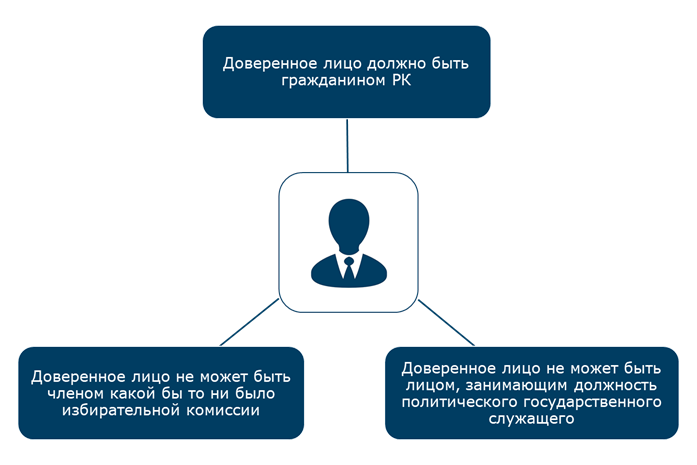 Доверенное лицо должно быть
гражданином РК
Доверенное лицо не может быть
членом какой бы то ни было
избирательной комиссии
Доверенное лицо не может быть
лицом, занимающим должность
политического государственного
служащего